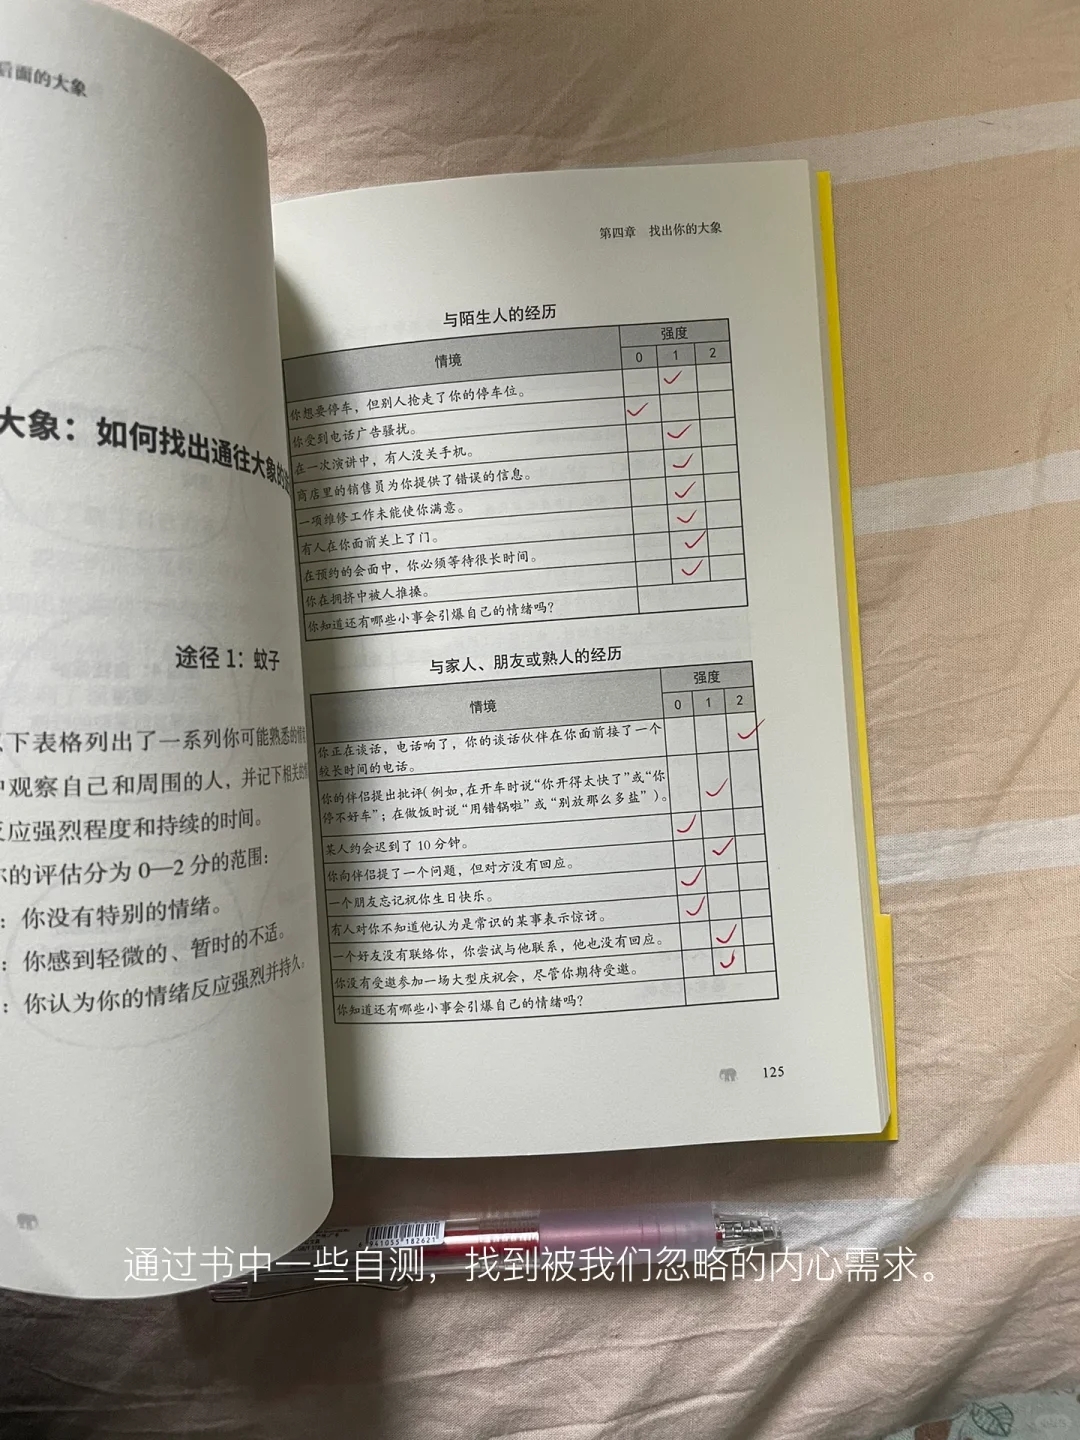 后面的大象
大象：如何找出通往大象的
途径 1：蚊子
以下表格列出了一系列你可能熟悉的情
中观察自己和周围的人，并记下相关的
反应强烈程度和持续的时间。
你的评估分为 0—2 分的范围：
：你没有特别的情绪。
：你感到轻微的、暂时的不适。
：你认为你的情绪反应强烈并持久。
第四章 找出你的大象
与陌生人的经历
情境
强度
0 1 2
你想要停车，但别人抢走了你的停车位。
你受到电话广告骚扰。
在一次演讲中，有人没关手机。
商店里的销售员为你提供了错误的信息。
一项维修工作未能使你满意。
有人在你面前关上了门。
在预约的会面中，你必须等待很长时间。
你在拥挤中被人推搡。
你知道还有哪些小事会引爆自己的情绪吗？
与家人、朋友或熟人的经历
情境
强度
0 1 2
你正在谈话，电话响了，你的谈话伙伴在你面前接了一个
较长时间的电话。
你的伴侣提出批评（例如，在开车时说“你开得太快了”或“你
停不好车”；在做饭时说“用错锅啦”或“别放那么多盐”）。
某人约会迟到了 10 分钟。
你向伴侣提了一个问题，但对方没有回应。
一个朋友忘记祝你生日快乐。
有人对你不知道他认为是常识的某事表示惊讶。
一个好友没有联络你，你尝试与他联系，他也没有回应。
你没有受邀参加一场大型庆祝会，尽管你期待受邀。
你知道还有哪些小事会引爆自己的情绪吗？
125
6 941055 182621
通过书中一些自测，找到被我们忽略的内心需求。